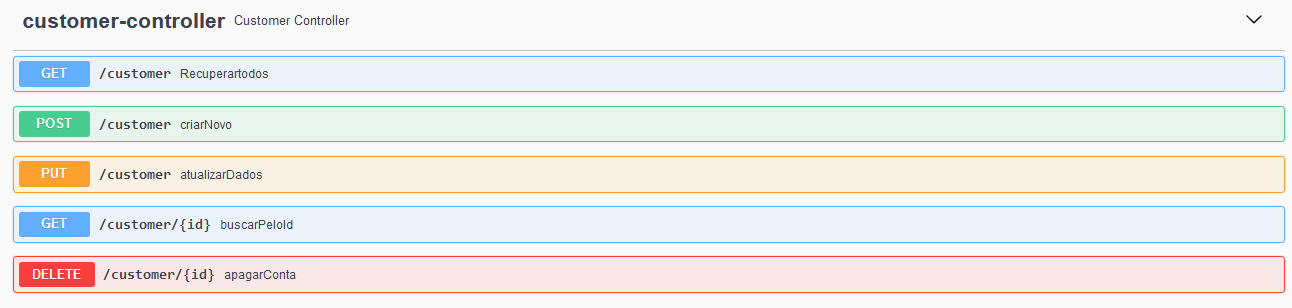 customer-controller Customer Controller
GET /customer Recuperartodos
POST /customer criarNovo
PUT /customer atualizarDados
GET /customer/{id} buscarPeloId
DELETE /customer/{id} apagarConta